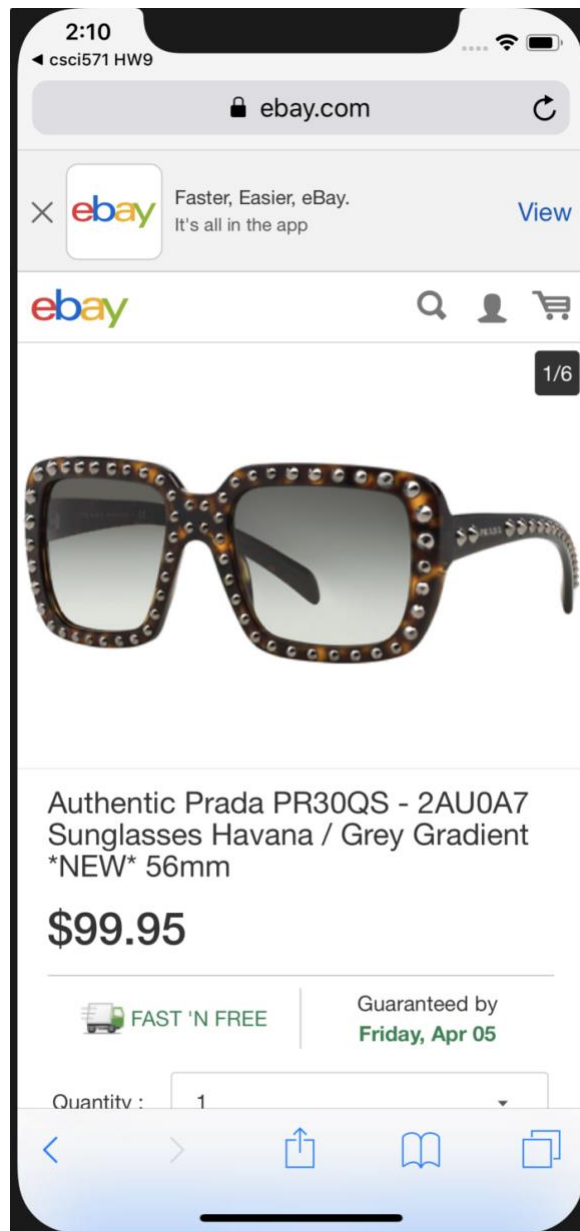 2:10
◀ csci571 HW9
ebay.com
ebay
Faster, Easier, eBay.
It's all in the app
View
ebay
1/6
PRADA
Authentic Prada PR30QS - 2AU0A7
Sunglasses Havana / Grey Gradient
*NEW* 56mm
$99.95
FAST 'N FREE
Guaranteed by
Friday, Apr 05
Quantity :
1